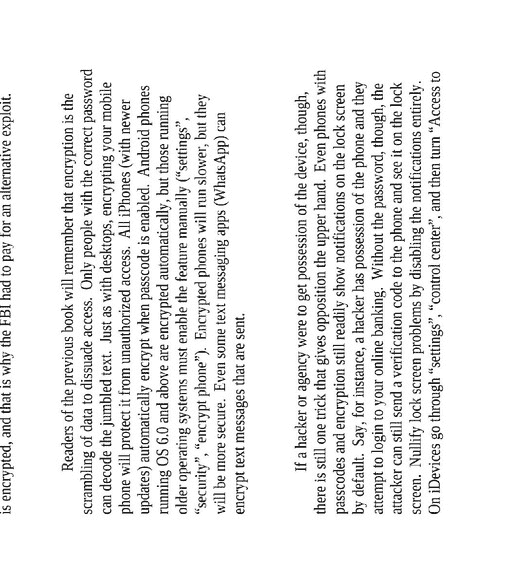 is encrypted, and that is why the FBI had to pay for an alternative exploit.
Readers of the previous book will remember that encryption is the
scrambling of data to dissuade access. Only people with the correct password
can decode the jumbled text. Just as with desktops, encrypting your mobile
phone will protect it from unauthorized access. All iPhones (with newer
updates) automatically encrypt when passcode is enabled. Android phones
running OS 6.0 and above are encrypted automatically, but those running
older operating systems must enable the feature manually (“settings”,
“security”, “encrypt phone”). Encrypted phones will run slower, but they
will be more secure. Even some text messaging apps (WhatsApp) can
encrypt text messages that are sent.
If a hacker or agency were to get possession of the device, though,
there is still one trick that gives opposition the upper hand. Even phones with
passcodes and encryption still readily show notifications on the lock screen
by default. Say, for instance, a hacker has possession of the phone and they
attempt to login to your online banking. Without the password, though, the
attacker can still send a verification code to the phone and see it on the lock
screen. Nullify lock screen problems by disabling the notifications entirely.
On iDevices go through “settings”, “control center”, and then turn “Access to